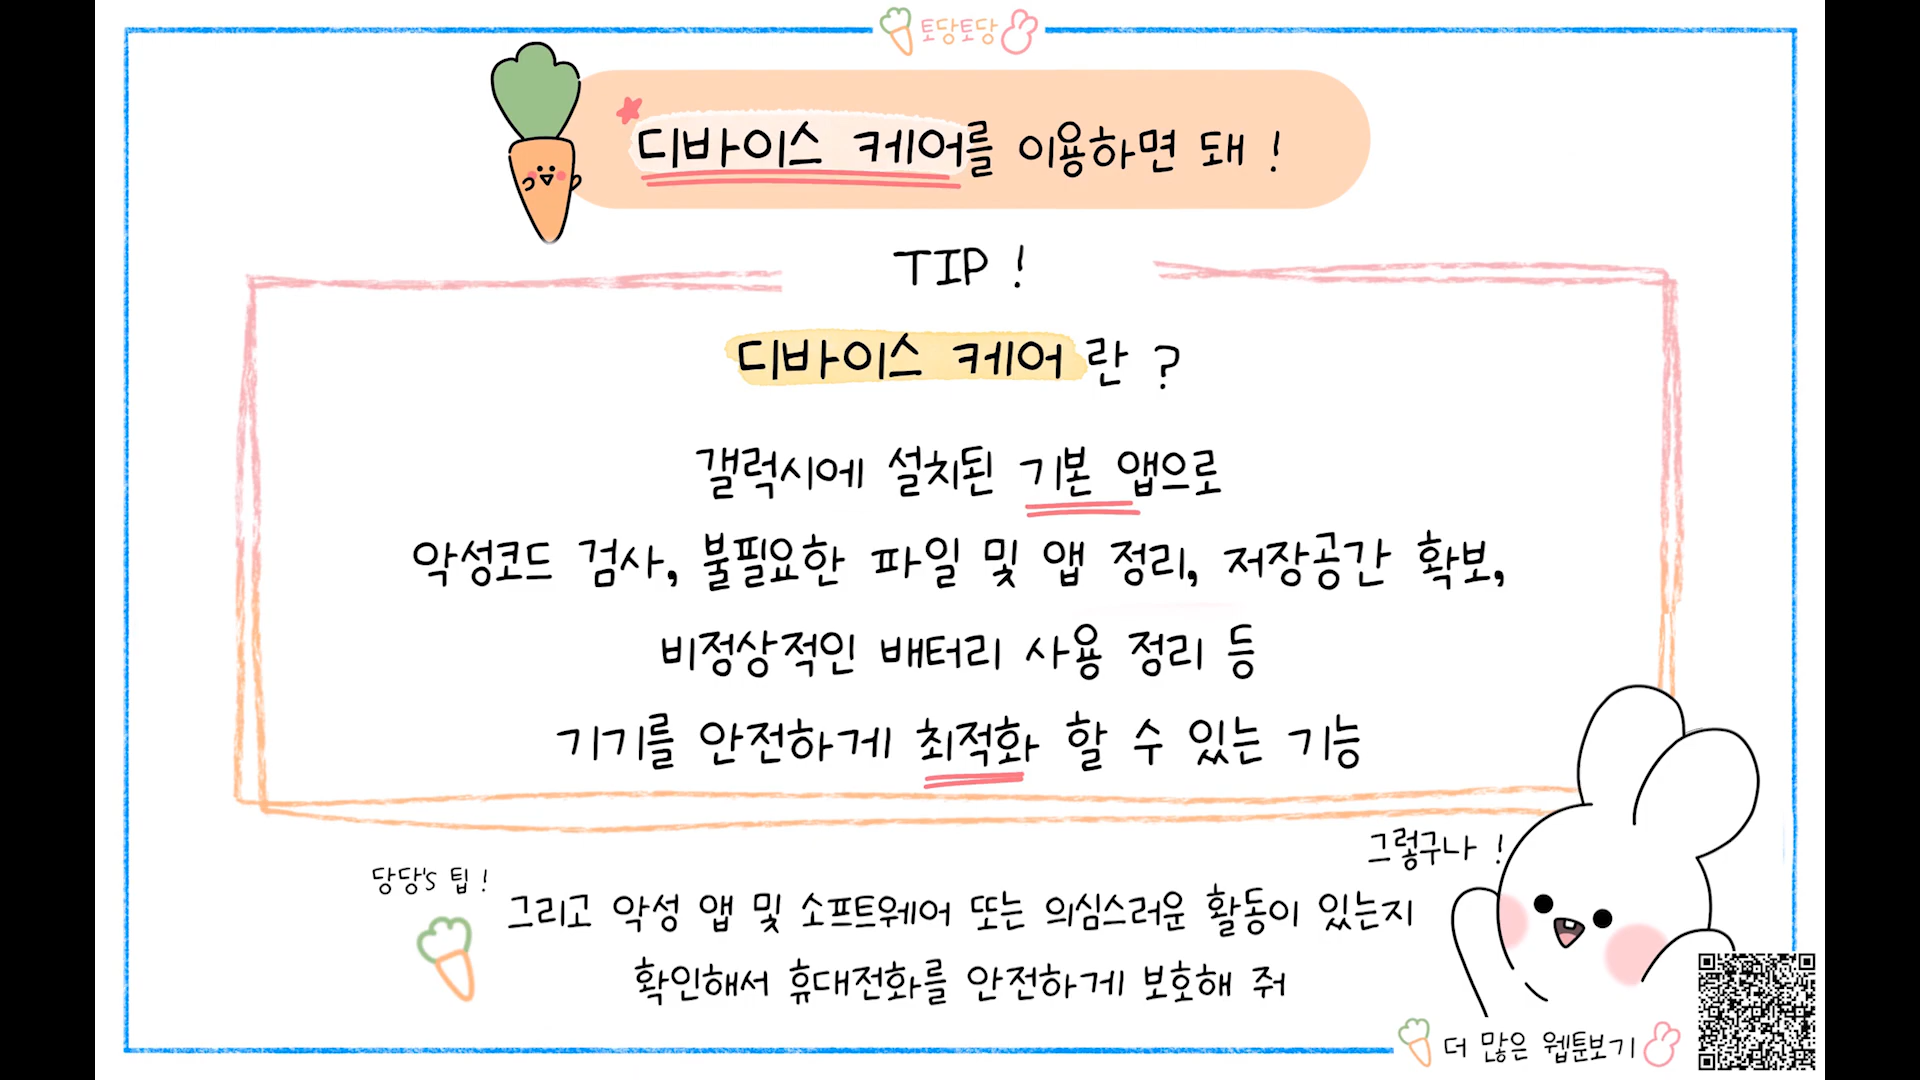 토당토당
디바이스 케어를 이용하면 돼 !
TIP !
디바이스 케어란 ?
갤럭시에 설치된 기본 앱으로
악성코드 검사, 불필요한 파일 및 앱 정리, 저장공간 확보,
비정상적인 배터리 사용 정리 등
기기를 안전하게 최적화 할 수 있는 기능
그렇구나 !
당당's 팁 !
그리고 악성 앱 및 소프트웨어 또는 의심스러운 활동이 있는지
확인해서 휴대전화를 안전하게 보호해 줘
더 많은 웹툰보기